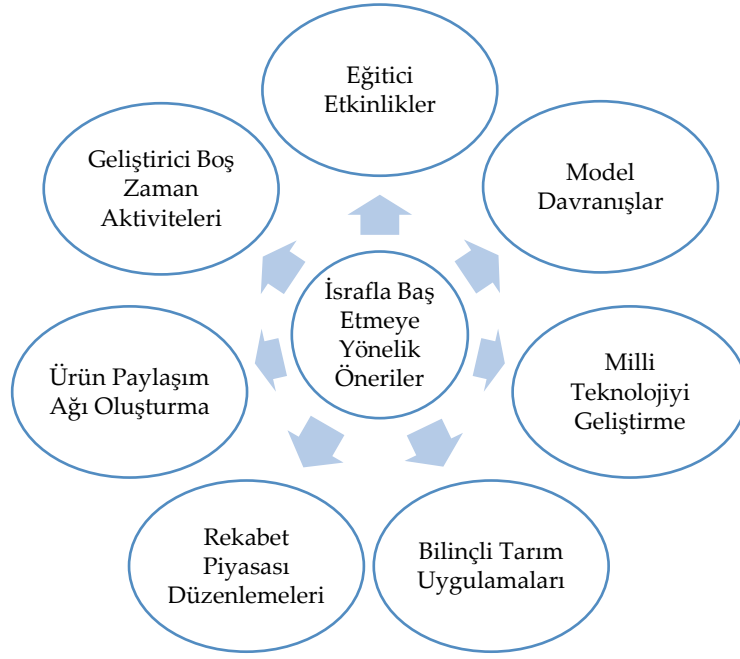 Eğitici
Etkinlikler
Model
Davranışlar
Milli
Teknolojiyi
Geliştirme
Bilinçli Tarım
Uygulamaları
Rekabet
Piyasası
Düzenlemeleri
Ürün Paylaşım
Ağı Oluşturma
Geliştirici Boş
Zaman
Aktiviteleri
İsrafla Baş
Etmeye
Yönelik
Öneriler